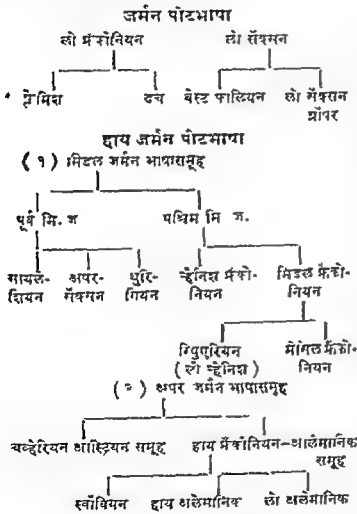 जर्मन पोटभाषा
लो फ्रँकोनियन लो सॅक्सन
फ्लेमिश डच वेस्ट फालियन लो सॅक्सन
प्रॉपर
हाय जर्मन पोटभाषा
( १ ) मिडल जर्मन भाषासमूह
पूर्व मि. ज पश्चिम मि. ज.
सायले- अपर- थुरि- ऱ्हेनिश फ्रँको- मिडल फ्रँको-
शियन सॅक्सन गियन नियन नियन
रिपुएरियन मोसेल फ्रँको-
(लो ऱ्हेनिश) नियन
( २ ) अपर जर्मन भाषासमूह
बव्हेरियन आस्ट्रियन समूह हाय फ्रँकोनियन-आलेमानिक
समूह
स्वाबियन हाय आलेमानिक लो आलेमानिक